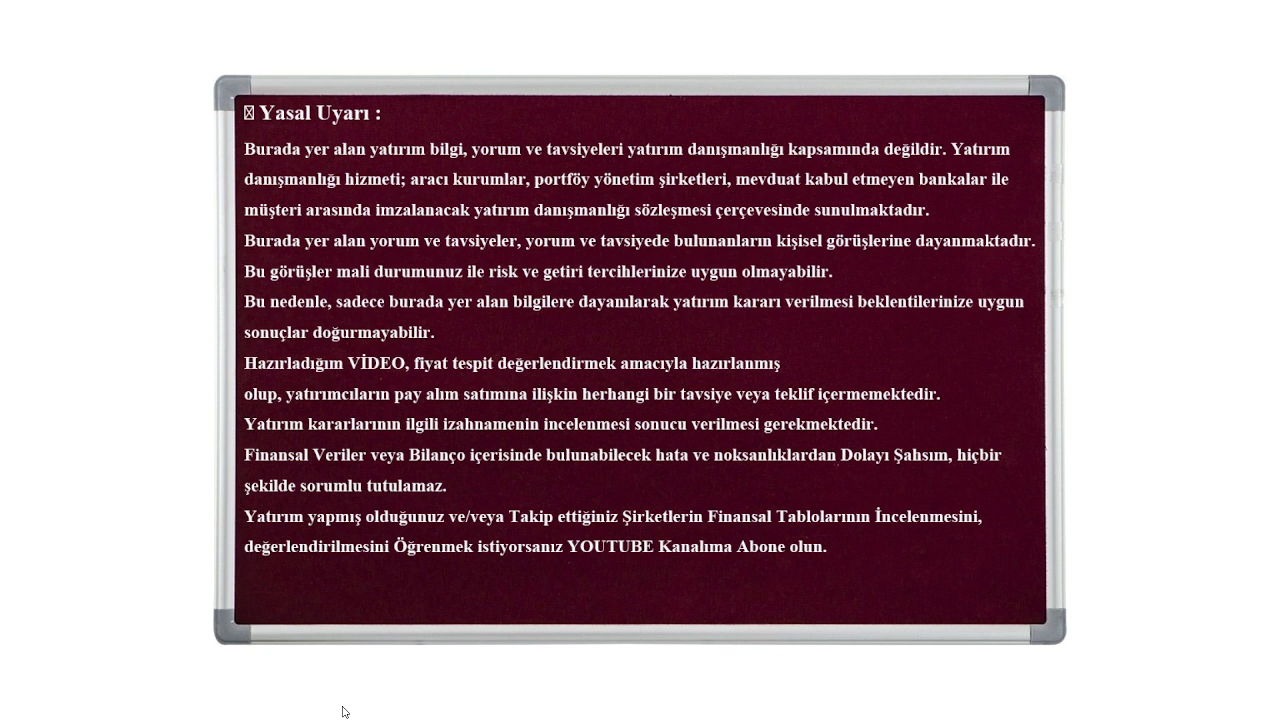 Yasal Uyarı :
Burada yer alan yatırım bilgi, yorum ve tavsiyeleri yatırım danışmanlığı kapsamında değildir. Yatırım
danışmanlığı hizmeti; aracı kurumlar, portföy yönetim şirketleri, mevduat kabul etmeyen bankalar ile
müşteri arasında imzalanacak yatırım danışmanlığı sözleşmesi çerçevesinde sunulmaktadır.
Burada yer alan yorum ve tavsiyeler, yorum ve tavsiyede bulunanların kişisel görüşlerine dayanmaktadır.
Bu görüşler mali durumunuz ile risk ve getiri tercihlerinize uygun olmayabilir.
Bu nedenle, sadece burada yer alan bilgilere dayanılarak yatırım kararı verilmesi beklentilerinize uygun
sonuçlar doğurmayabilir.
Hazırladığım VİDEO, fiyat tespit değerlendirmek amacıyla hazırlanmış
olup, yatırımcıların pay alım satımına ilişkin herhangi bir tavsiye veya teklif içermemektedir.
Yatırım kararlarının ilgili izahnamenin incelenmesi sonucu verilmesi gerekmektedir.
Finansal Veriler veya Bilanço içerisinde bulunabilecek hata ve noksanlıklardan Dolayı Şahsım, hiçbir
şekilde sorumlu tutulamaz.
Yatırım yapmış olduğunuz ve/veya Takip ettiğiniz Şirketlerin Finansal Tablolarının İncelenmesini,
değerlendirilmesini Öğrenmek istiyorsanız YOUTUBE Kanalıma Abone olun.